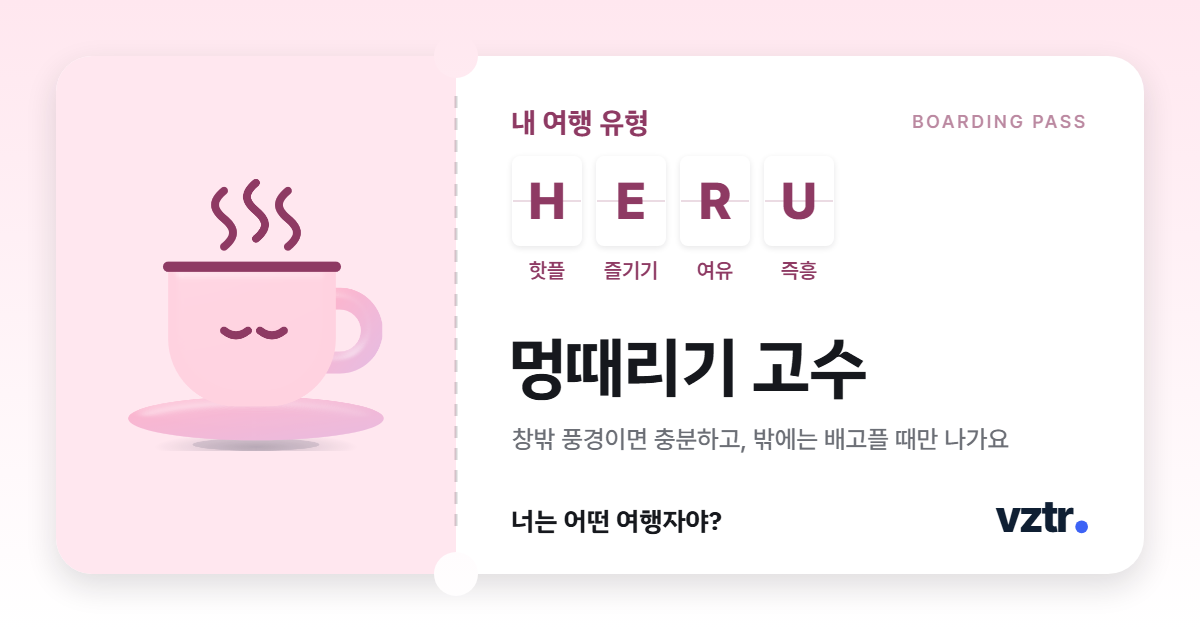 내 여행 유형
BOARDING PASS
H E R U
핫플 즐기기 여유 즉흥
멍때리기 고수
창밖 풍경이면 충분하고, 밖에는 배고플 때만 나가요
너는 어떤 여행자야?
vztr.